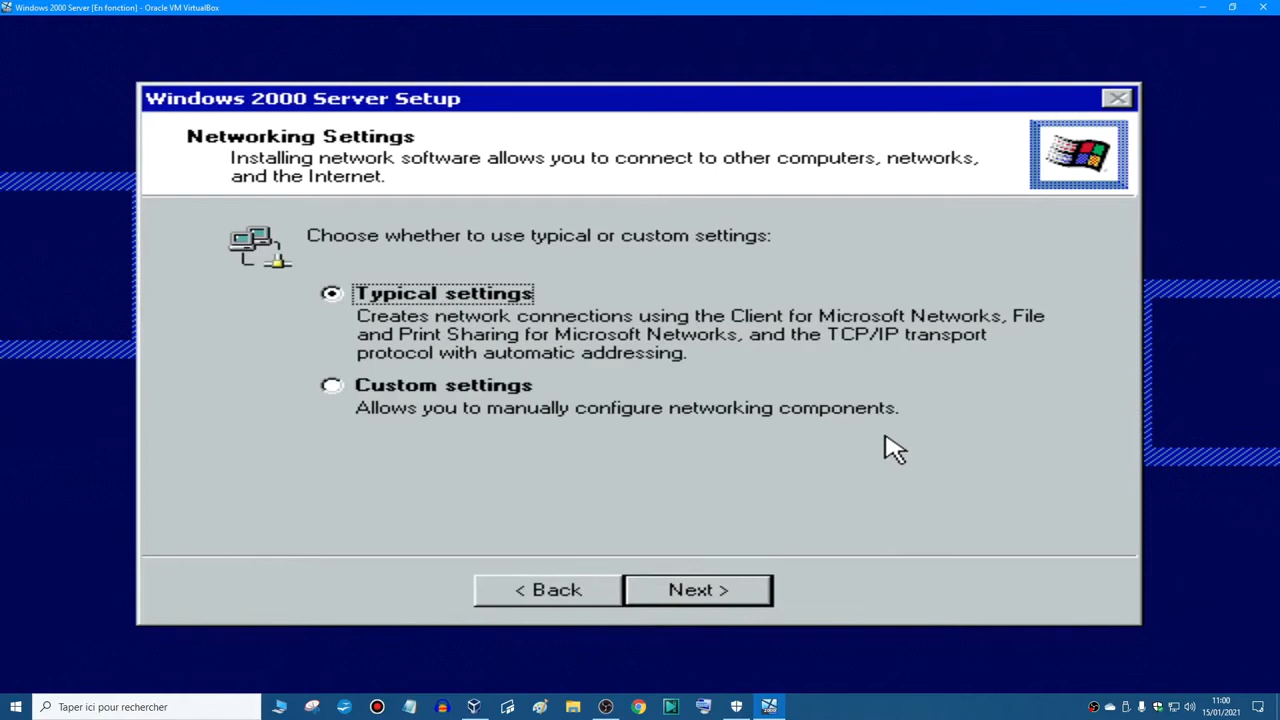 Windows 2000 Server [En fonction] - Oracle VM VirtualBox
Windows 2000 Server Setup
Networking Settings
Installing network software allows you to connect to other computers, networks,
and the Internet.
Choose whether to use typical or custom settings:
Typical settings
Creates network connections using the Client for Microsoft Networks, File
and Print Sharing for Microsoft Networks, and the TCP/IP transport
protocol with automatic addressing.
Custom settings
Allows you to manually configure networking components.
< Back
Next >
Taper ici pour rechercher
2000
11:00
15/01/2021